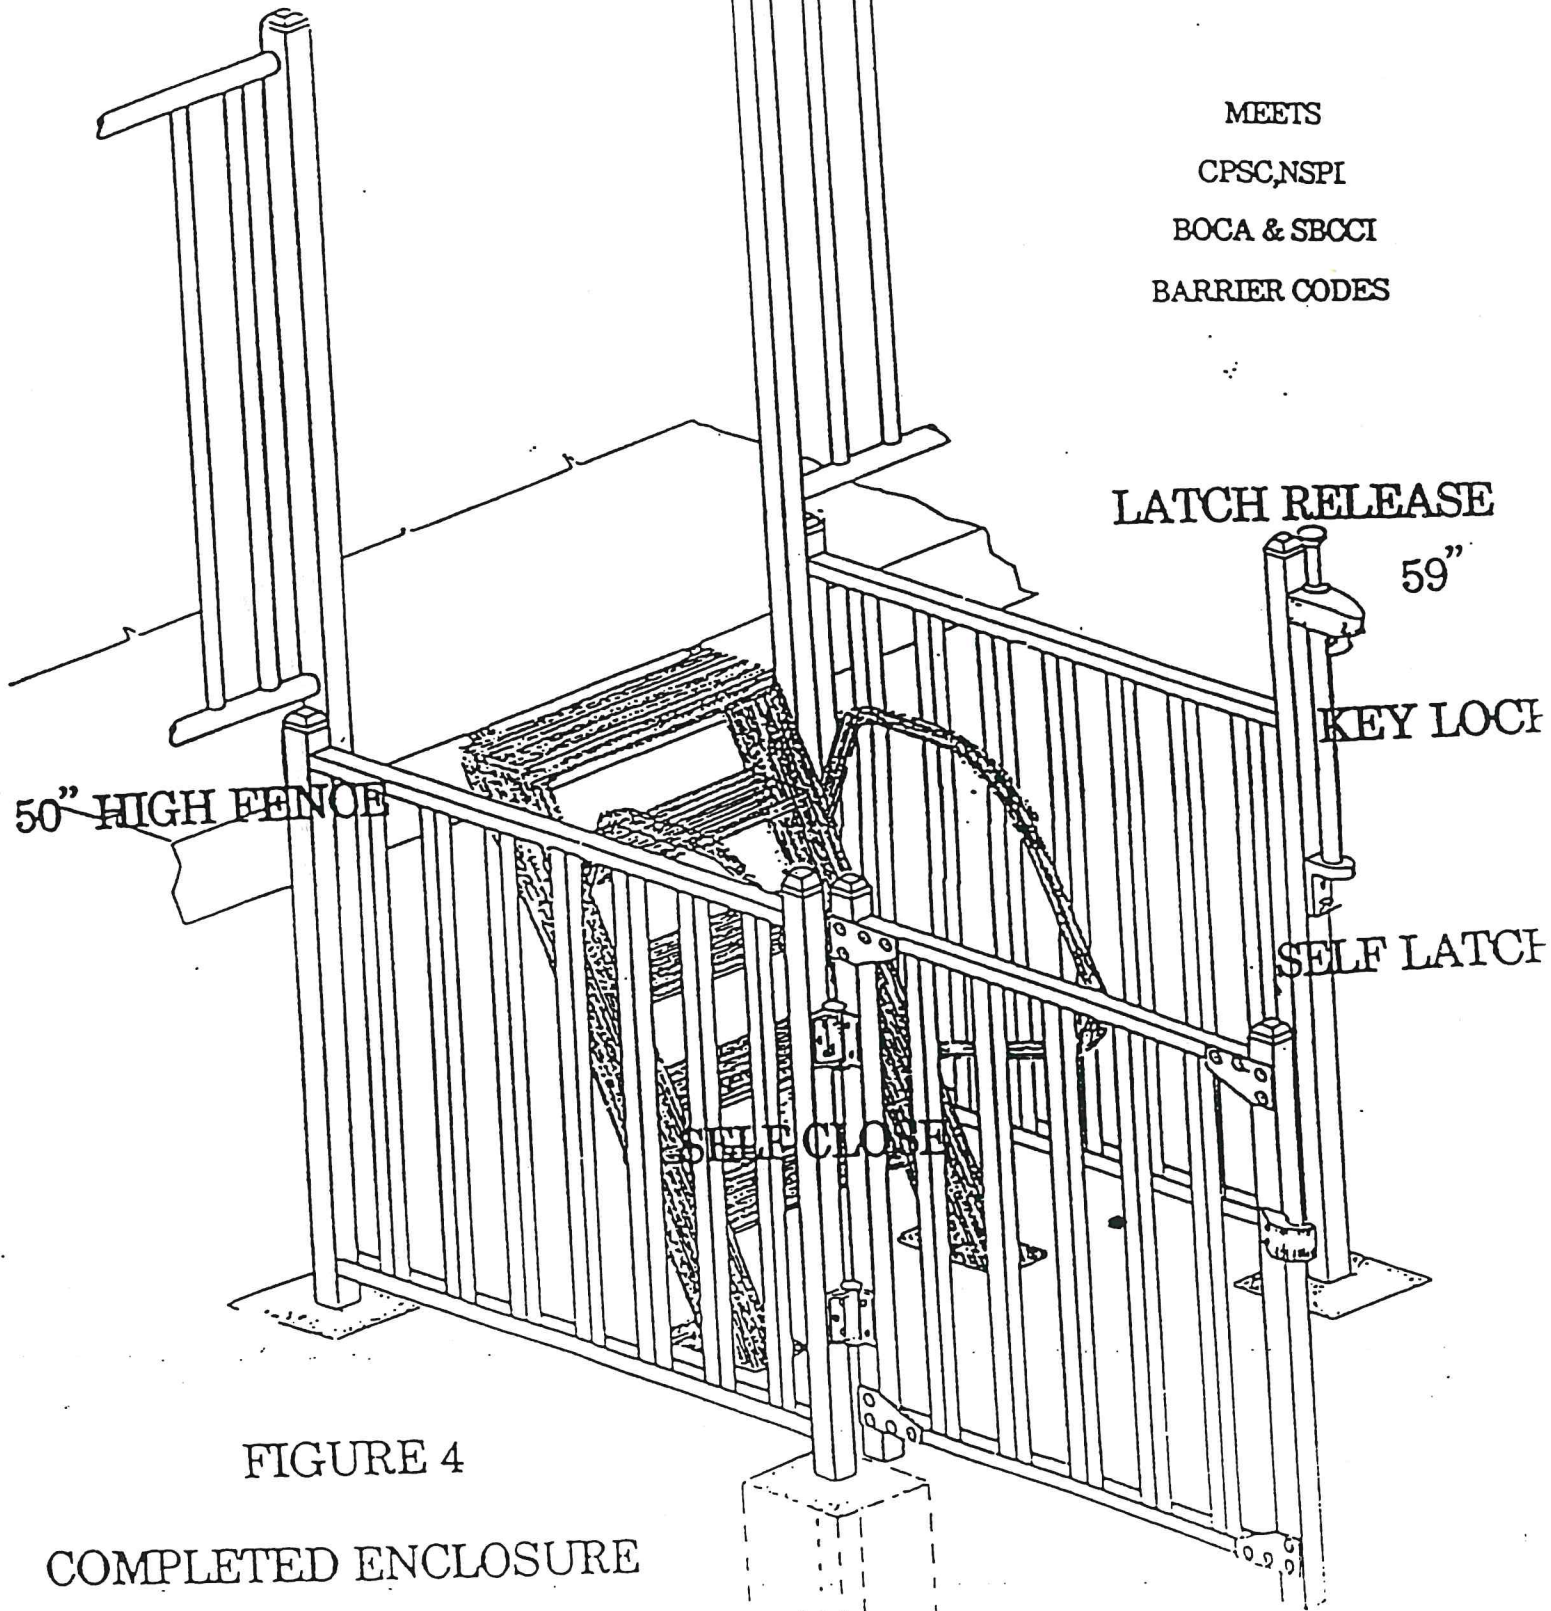 MEETS
CPSC,NSPI
BOCA & SBCCI
BARRIER CODES
LATCH RELEASE
59”
KEY LOCK
50” HIGH FENCE
SELF LATCH
SELF CLOSE
FIGURE 4
COMPLETED ENCLOSURE